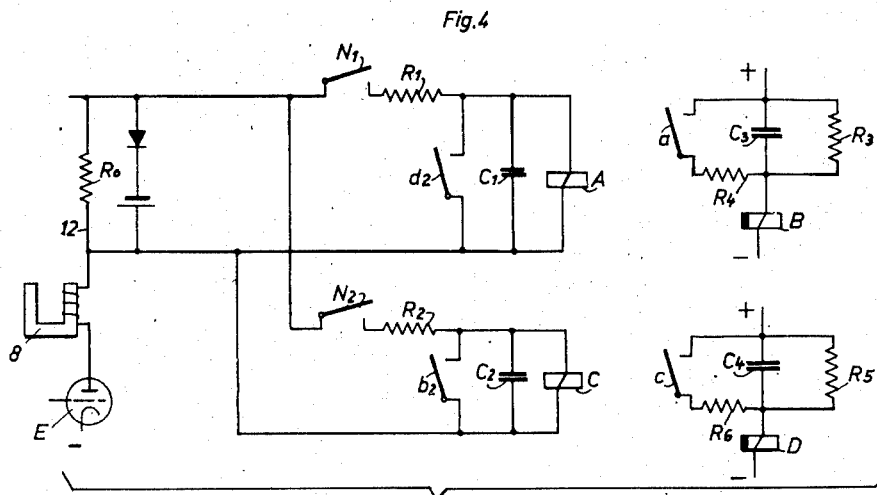 Fig.4
N1
R1
+
R0
d2
C1
A
a
C3
R3
R4
12
B
-
N2
R2
+
8
b2
C2
C
c
C4
R5
R6
E
-
D
-